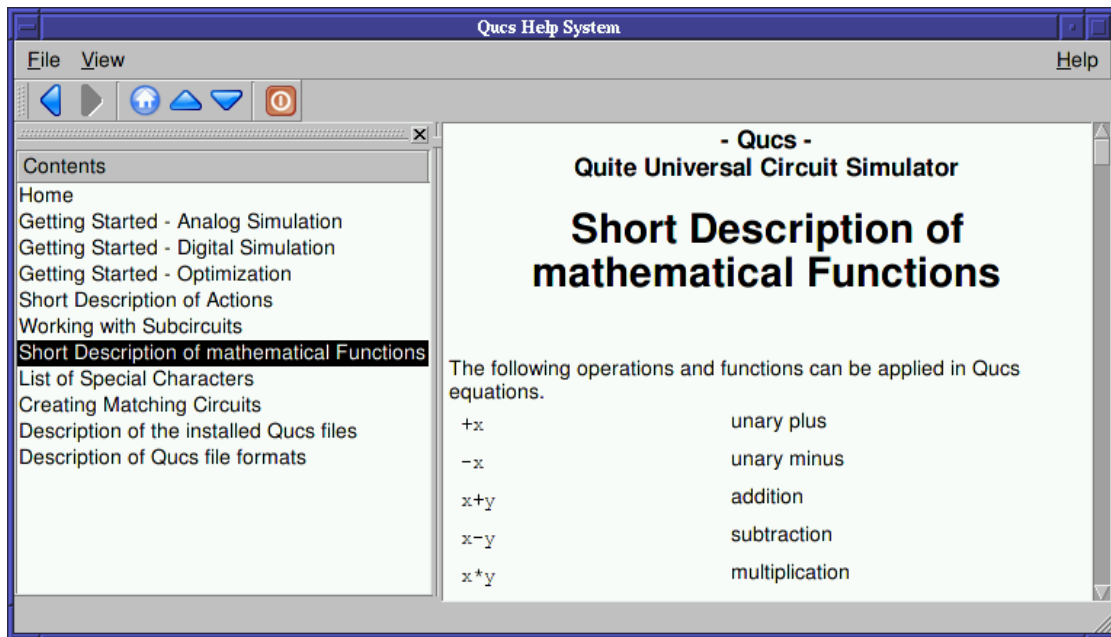 Qucs Help System
File View Help
Contents
Home
Getting Started - Analog Simulation
Getting Started - Digital Simulation
Getting Started - Optimization
Short Description of Actions
Working with Subcircuits
Short Description of mathematical Functions
List of Special Characters
Creating Matching Circuits
Description of the installed Qucs files
Description of Qucs file formats
- Qucs -
Quite Universal Circuit Simulator
Short Description of
mathematical Functions
The following operations and functions can be applied in Qucs
equations.
+x unary plus
-x unary minus
x+y addition
x-y subtraction
x*y multiplication